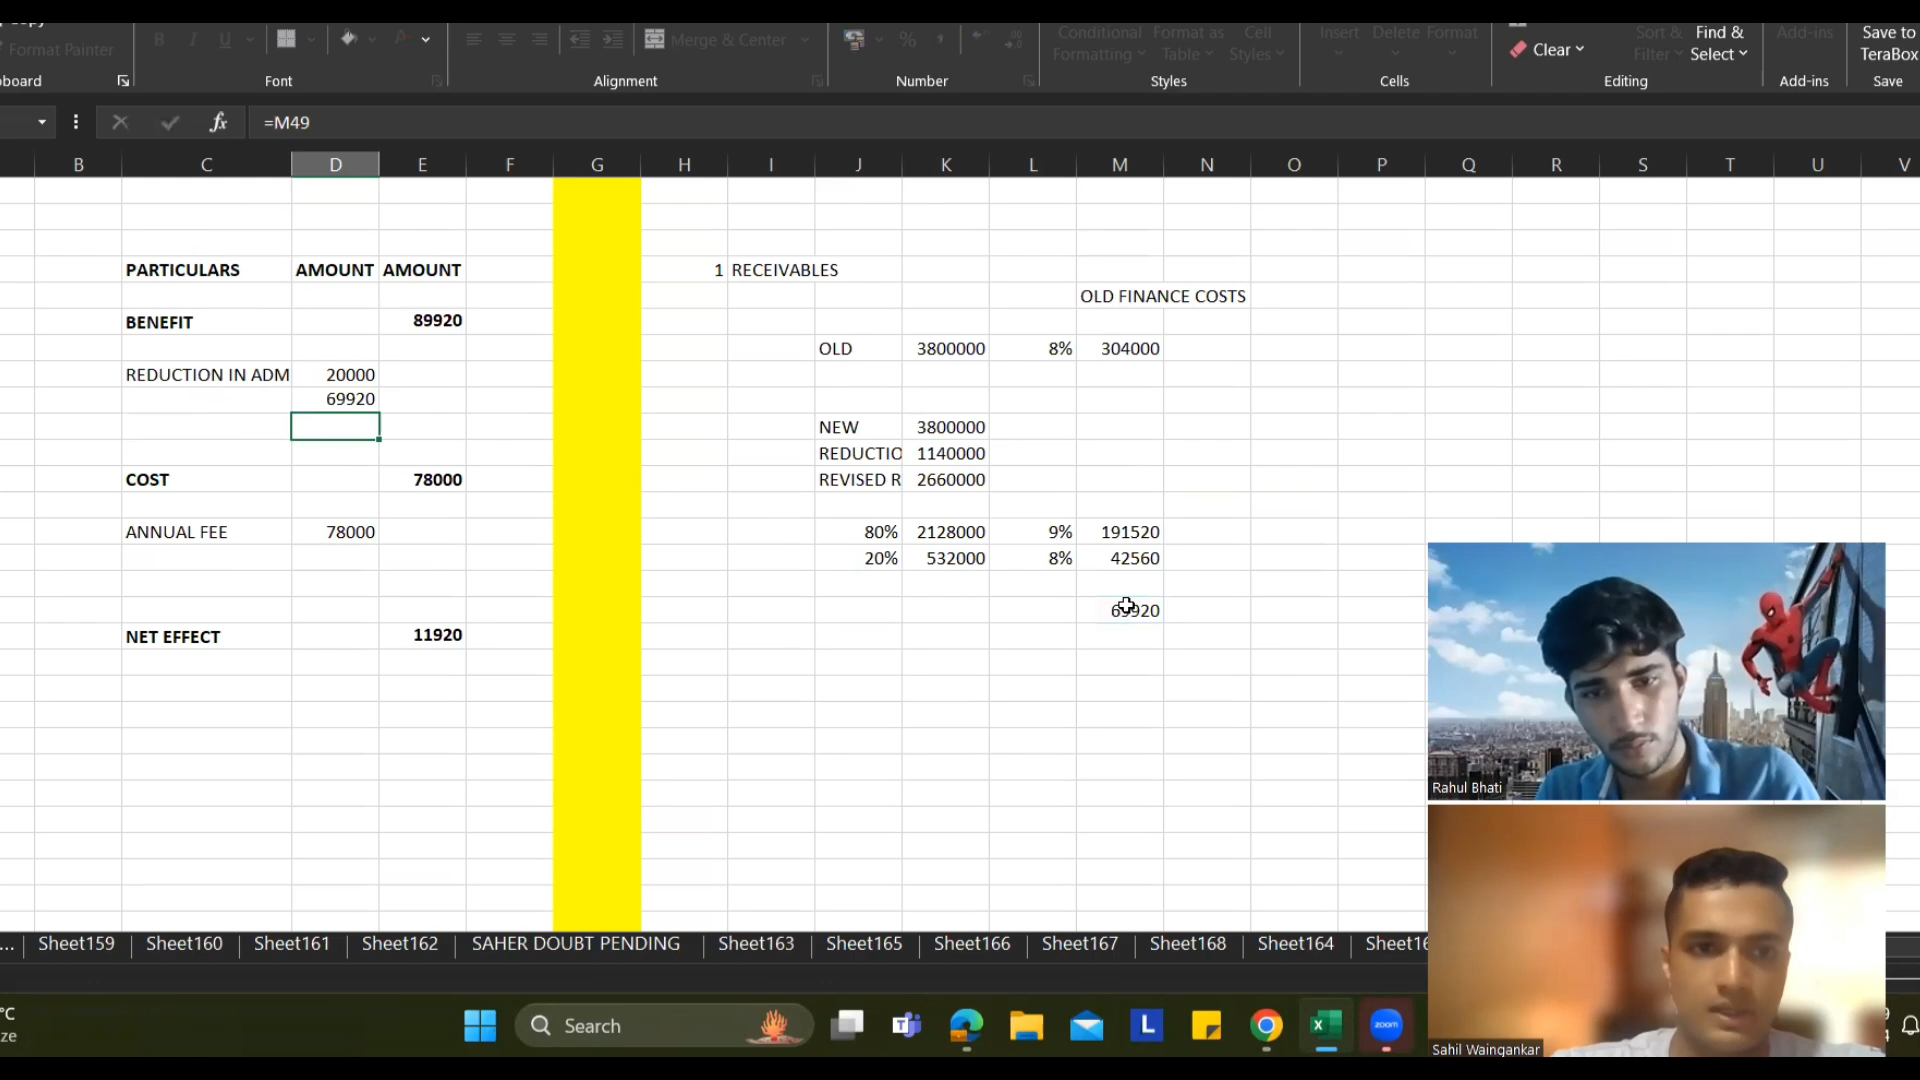 Format Painter
Merge & Center
Conditional Formatting
Format as Table
Cell Styles
Insert
Delete
Format
Clear
Sort & Filter
Find & Select
Add-ins
Save to TeraBox
Font
Alignment
Number
Styles
Cells
Editing
Add-ins
Save
fx =M49
B C D E F G H I J K L M N O P Q R S T U V
PARTICULARS AMOUNT AMOUNT 1 RECEIVABLES
OLD FINANCE COSTS
BENEFIT 89920
OLD 3800000 8% 304000
REDUCTION IN ADM 20000
69920
NEW 3800000
REDUCTIO 1140000
COST 78000 REVISED R 2660000
ANNUAL FEE 78000 80% 2128000 9% 191520
20% 532000 8% 42560
69920
NET EFFECT 11920
Rahul Bhati
Sahil Waingankar
... Sheet159 Sheet160 Sheet161 Sheet162 SAHER DOUBT PENDING Sheet163 Sheet165 Sheet166 Sheet167 Sheet168 Sheet164
°C
Search
zoom